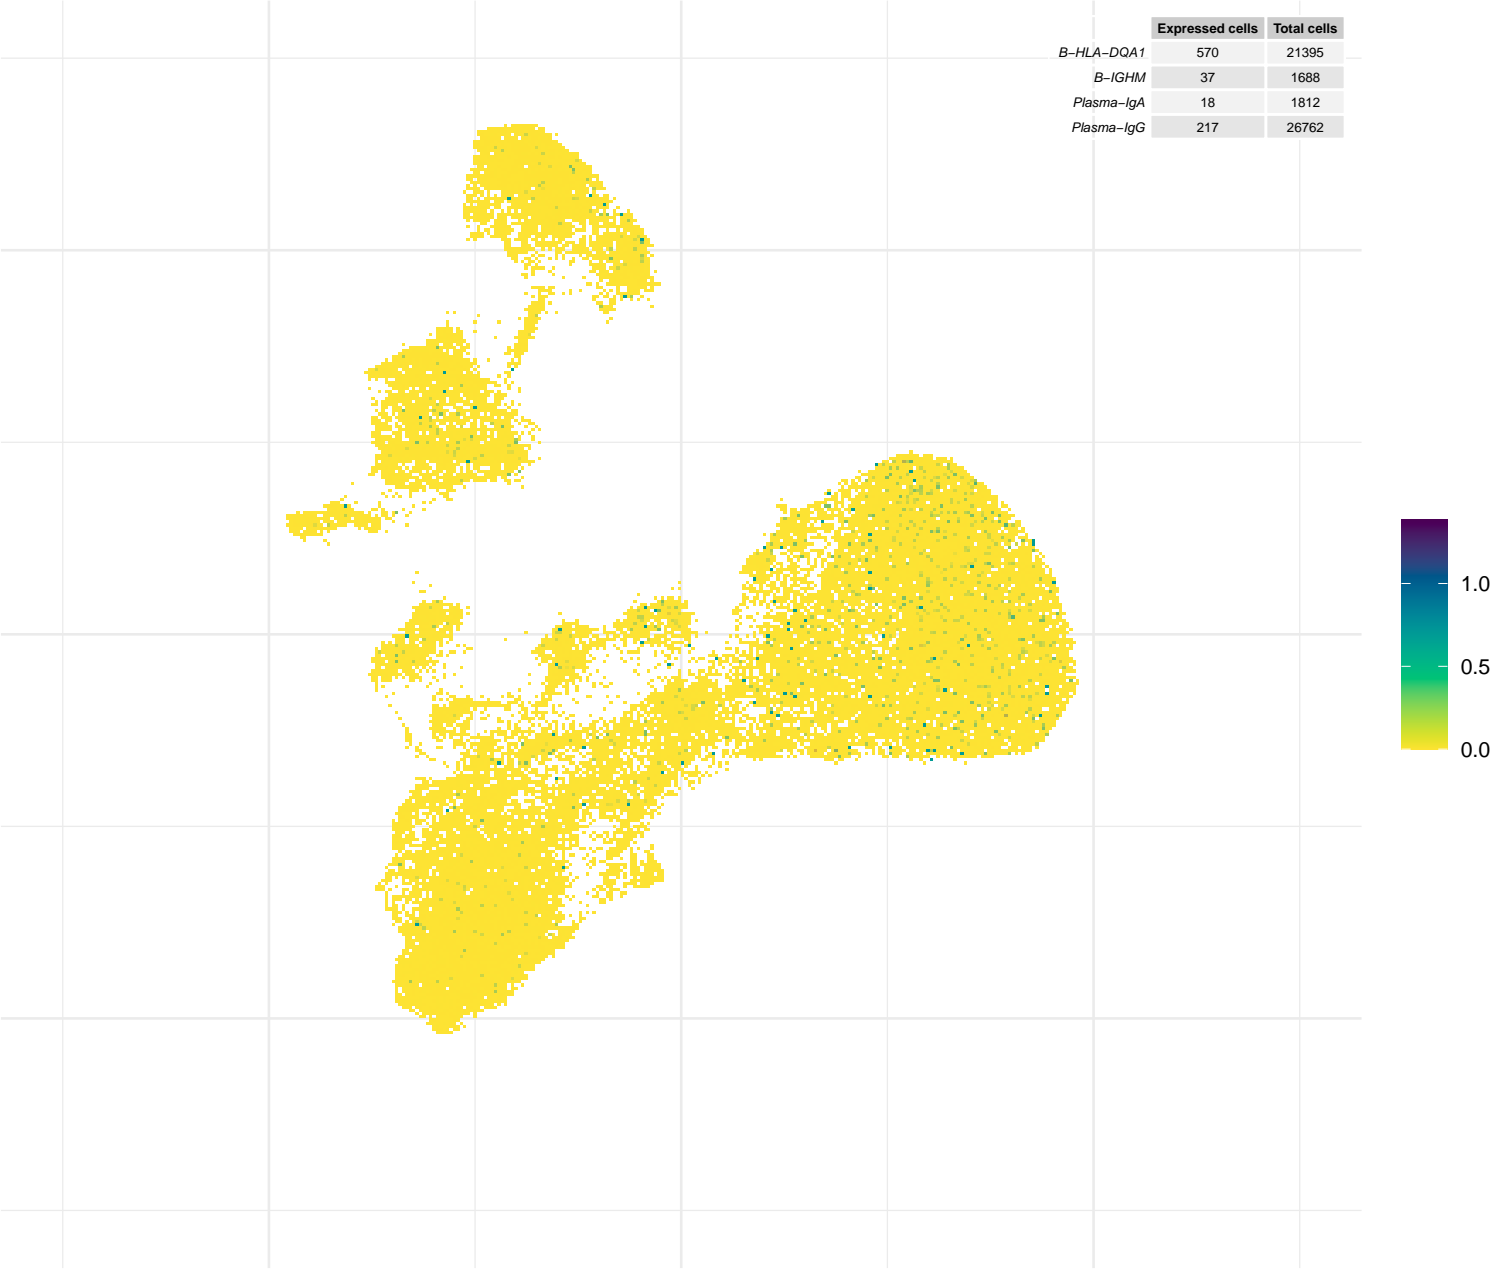 Expressed cells Total cells
B−HLA−DQA1 570 21395
B−IGHM 37 1688
Plasma−IgA 18 1812
Plasma−IgG 217 26762
1.0
0.5
0.0